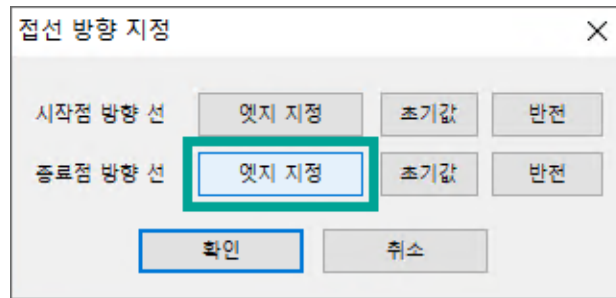 접선 방향 지정
시작점 방향 선 엣지 지정 초기값 반전
종료점 방향 선 엣지 지정 초기값 반전
확인 취소